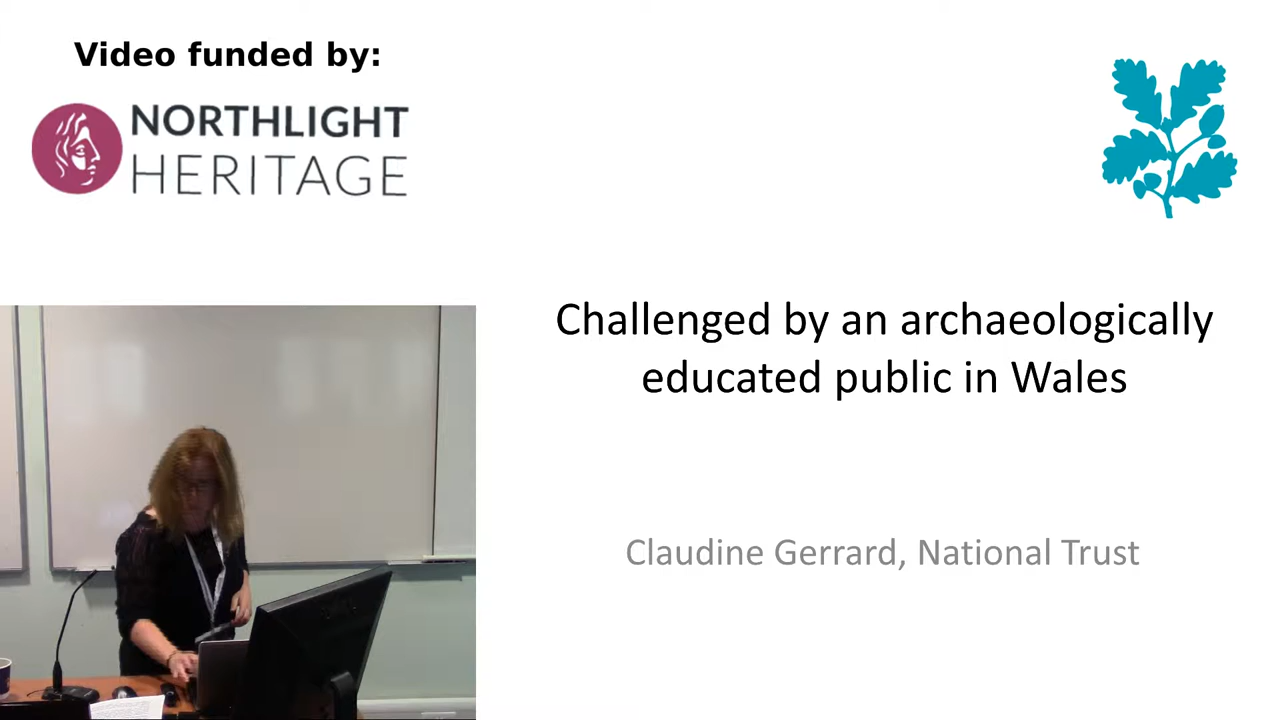 Video funded by:
NORTHLIGHT
HERITAGE
Challenged by an archaeologically
educated public in Wales
Claudine Gerrard, National Trust